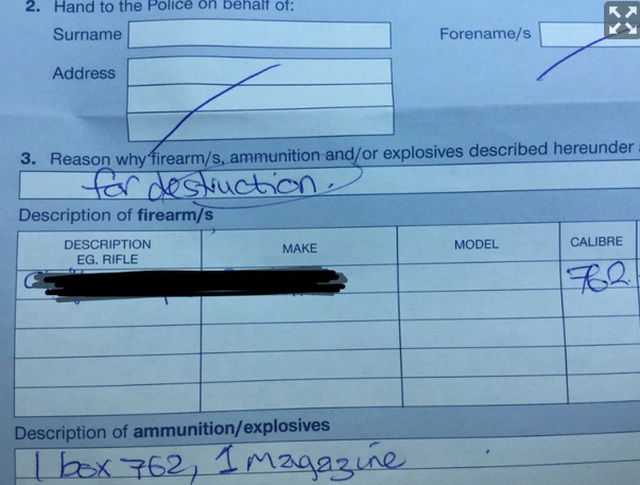 2. Hand to the Police on behalf of:
Surname
Forename/s
Address
3. Reason why firearm/s, ammunition and/or explosives described hereunder
for destruction.
Description of firearm/s
DESCRIPTION EG. RIFLE MAKE MODEL CALIBRE
762
Description of ammunition/explosives
1 box 762, 1 Magazine